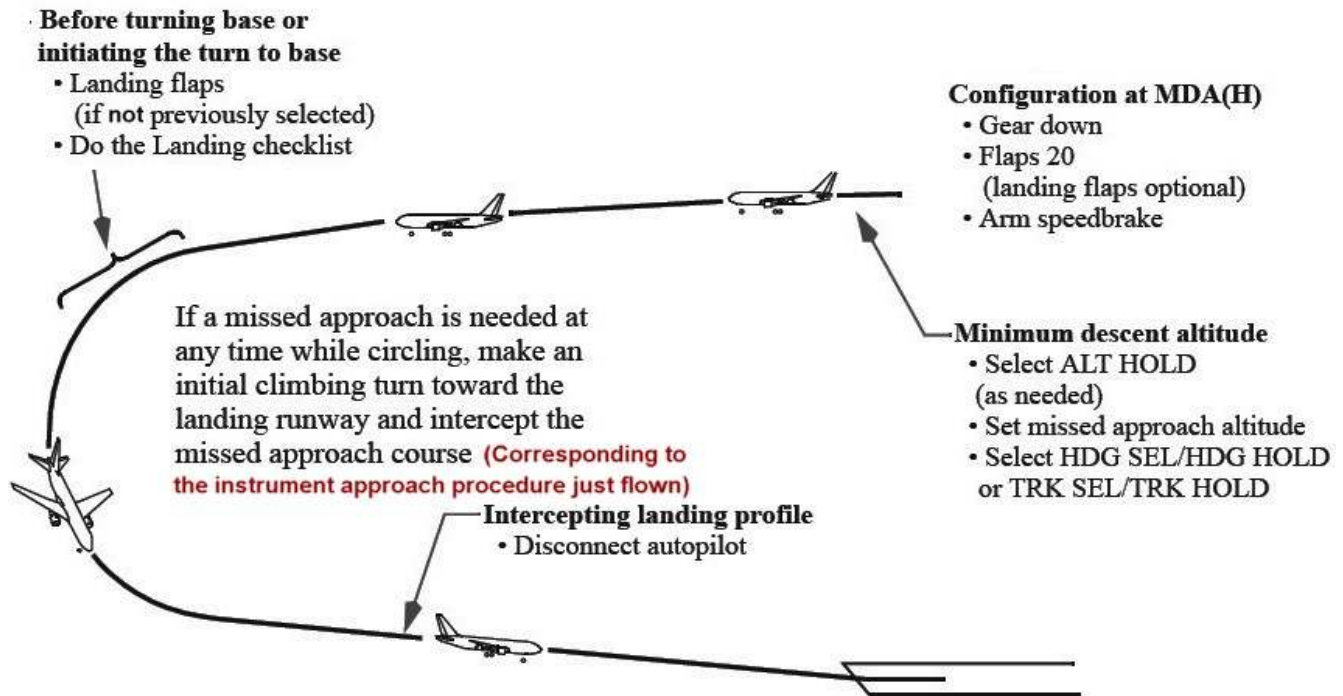 Before turning base or
initiating the turn to base
• Landing flaps
(if not previously selected)
• Do the Landing checklist
Configuration at MDA(H)
• Gear down
• Flaps 20
(landing flaps optional)
• Arm speedbrake
If a missed approach is needed at
any time while circling, make an
initial climbing turn toward the
landing runway and intercept the
missed approach course (Corresponding to
the instrument approach procedure just flown)
Minimum descent altitude
• Select ALT HOLD
(as needed)
• Set missed approach altitude
• Select HDG SEL/HDG HOLD
or TRK SEL/TRK HOLD
Intercepting landing profile
• Disconnect autopilot